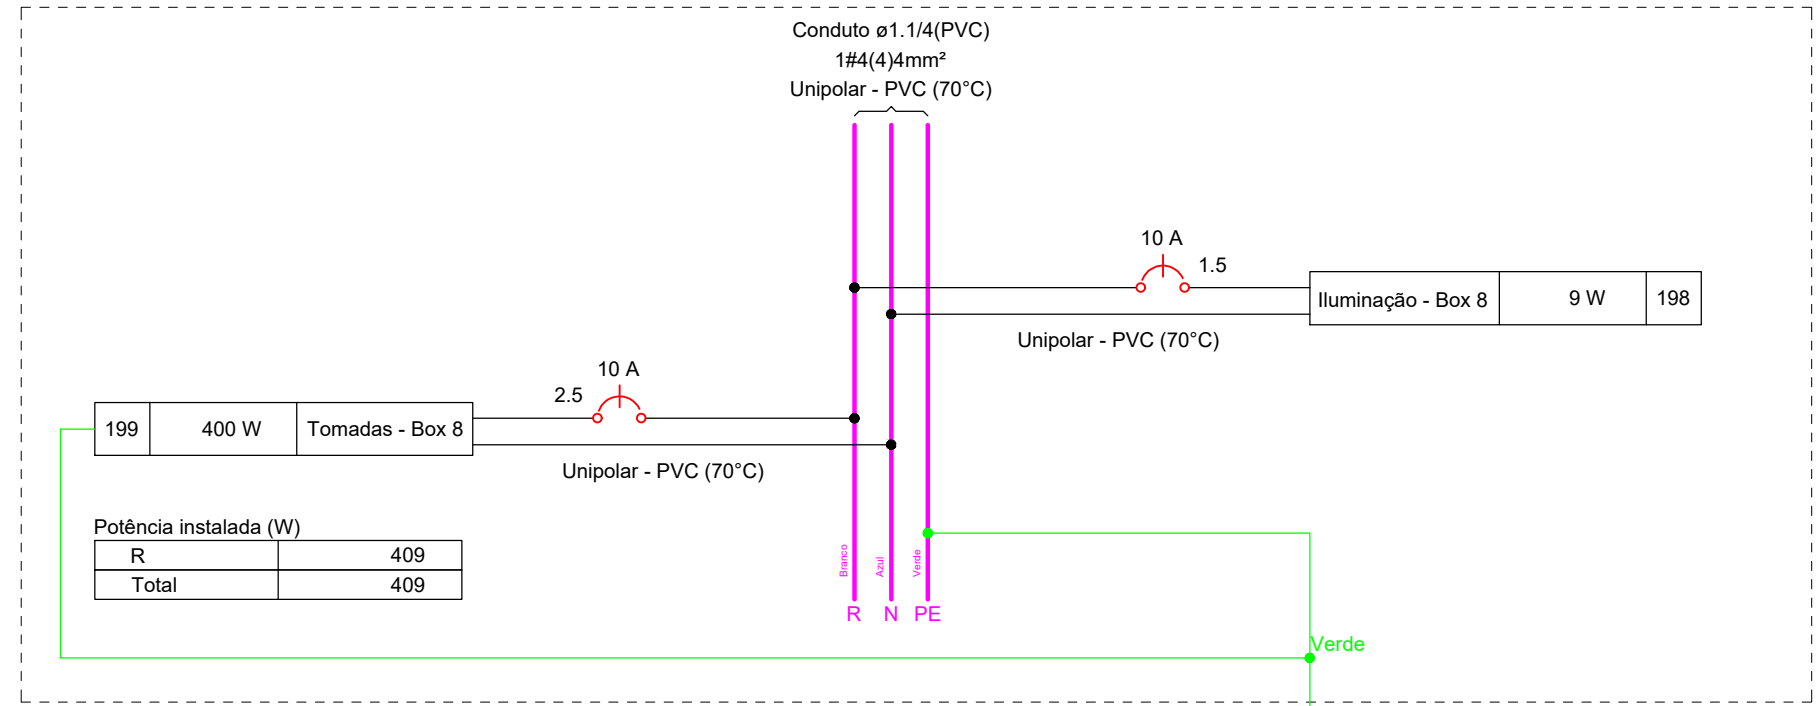 Conduto ø1.1/4(PVC)
1#4(4)4mm²
Unipolar - PVC (70°C)
10 A
1.5
Iluminação - Box 8 9 W 198
Unipolar - PVC (70°C)
10 A
2.5
199 400 W Tomadas - Box 8
Unipolar - PVC (70°C)
Potência instalada (W)
R 409
Total 409
Branco
Azul
Verde
R N PE
Verde